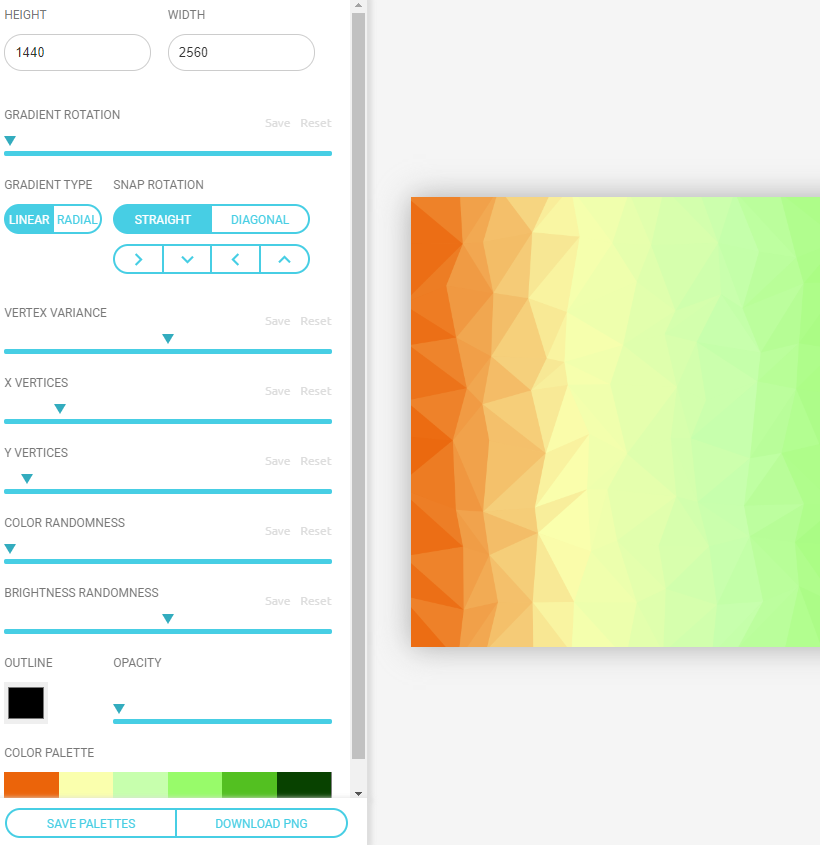 HEIGHT WIDTH
1440 2560
GRADIENT ROTATION Save Reset
GRADIENT TYPE SNAP ROTATION
LINEAR RADIAL STRAIGHT DIAGONAL
VERTEX VARIANCE Save Reset
X VERTICES Save Reset
Y VERTICES Save Reset
COLOR RANDOMNESS Save Reset
BRIGHTNESS RANDOMNESS Save Reset
OUTLINE OPACITY
COLOR PALETTE
SAVE PALETTES DOWNLOAD PNG